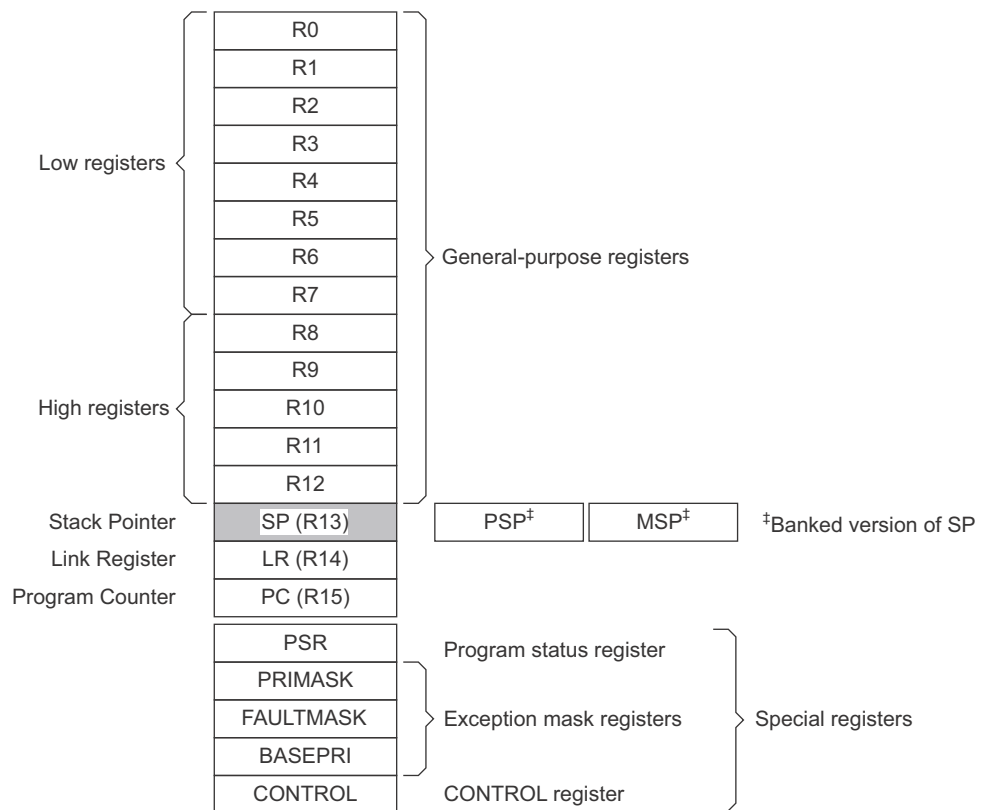 R0
R1
R2
R3
Low registers
R4
R5
R6
General-purpose registers
R7
R8
R9
High registers
R10
R11
R12
Stack Pointer SP (R13) PSP‡ MSP‡ ‡Banked version of SP
Link Register LR (R14)
Program Counter PC (R15)
PSR Program status register
PRIMASK
FAULTMASK Exception mask registers Special registers
BASEPRI
CONTROL CONTROL register